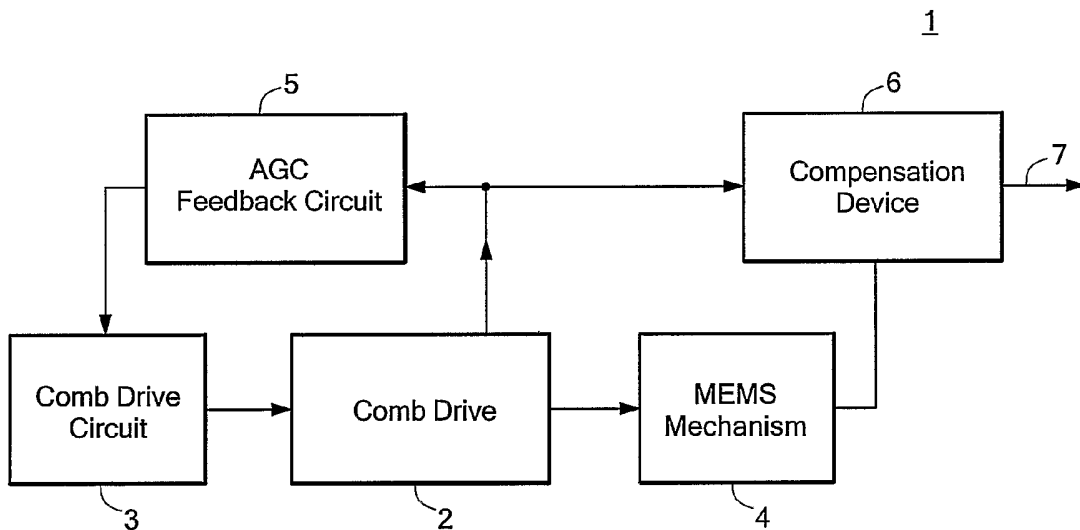 1
5
6
AGC
Feedback Circuit
Compensation
Device
7
Comb Drive
Circuit
Comb Drive
MEMS
Mechanism
3
2
4